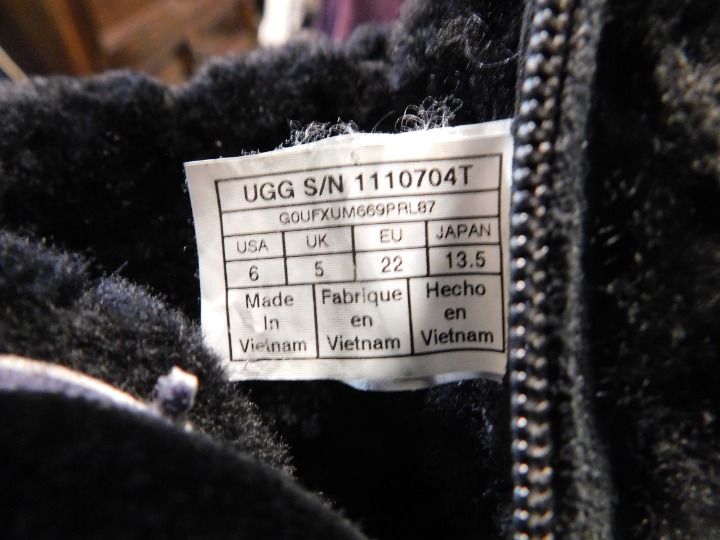 UGG S/N 1110704T
G0UFXUM669PRL87
USA UK EU JAPAN
6 5 22 13.5
Made Fabrique Hecho
In en en
Vietnam Vietnam Vietnam